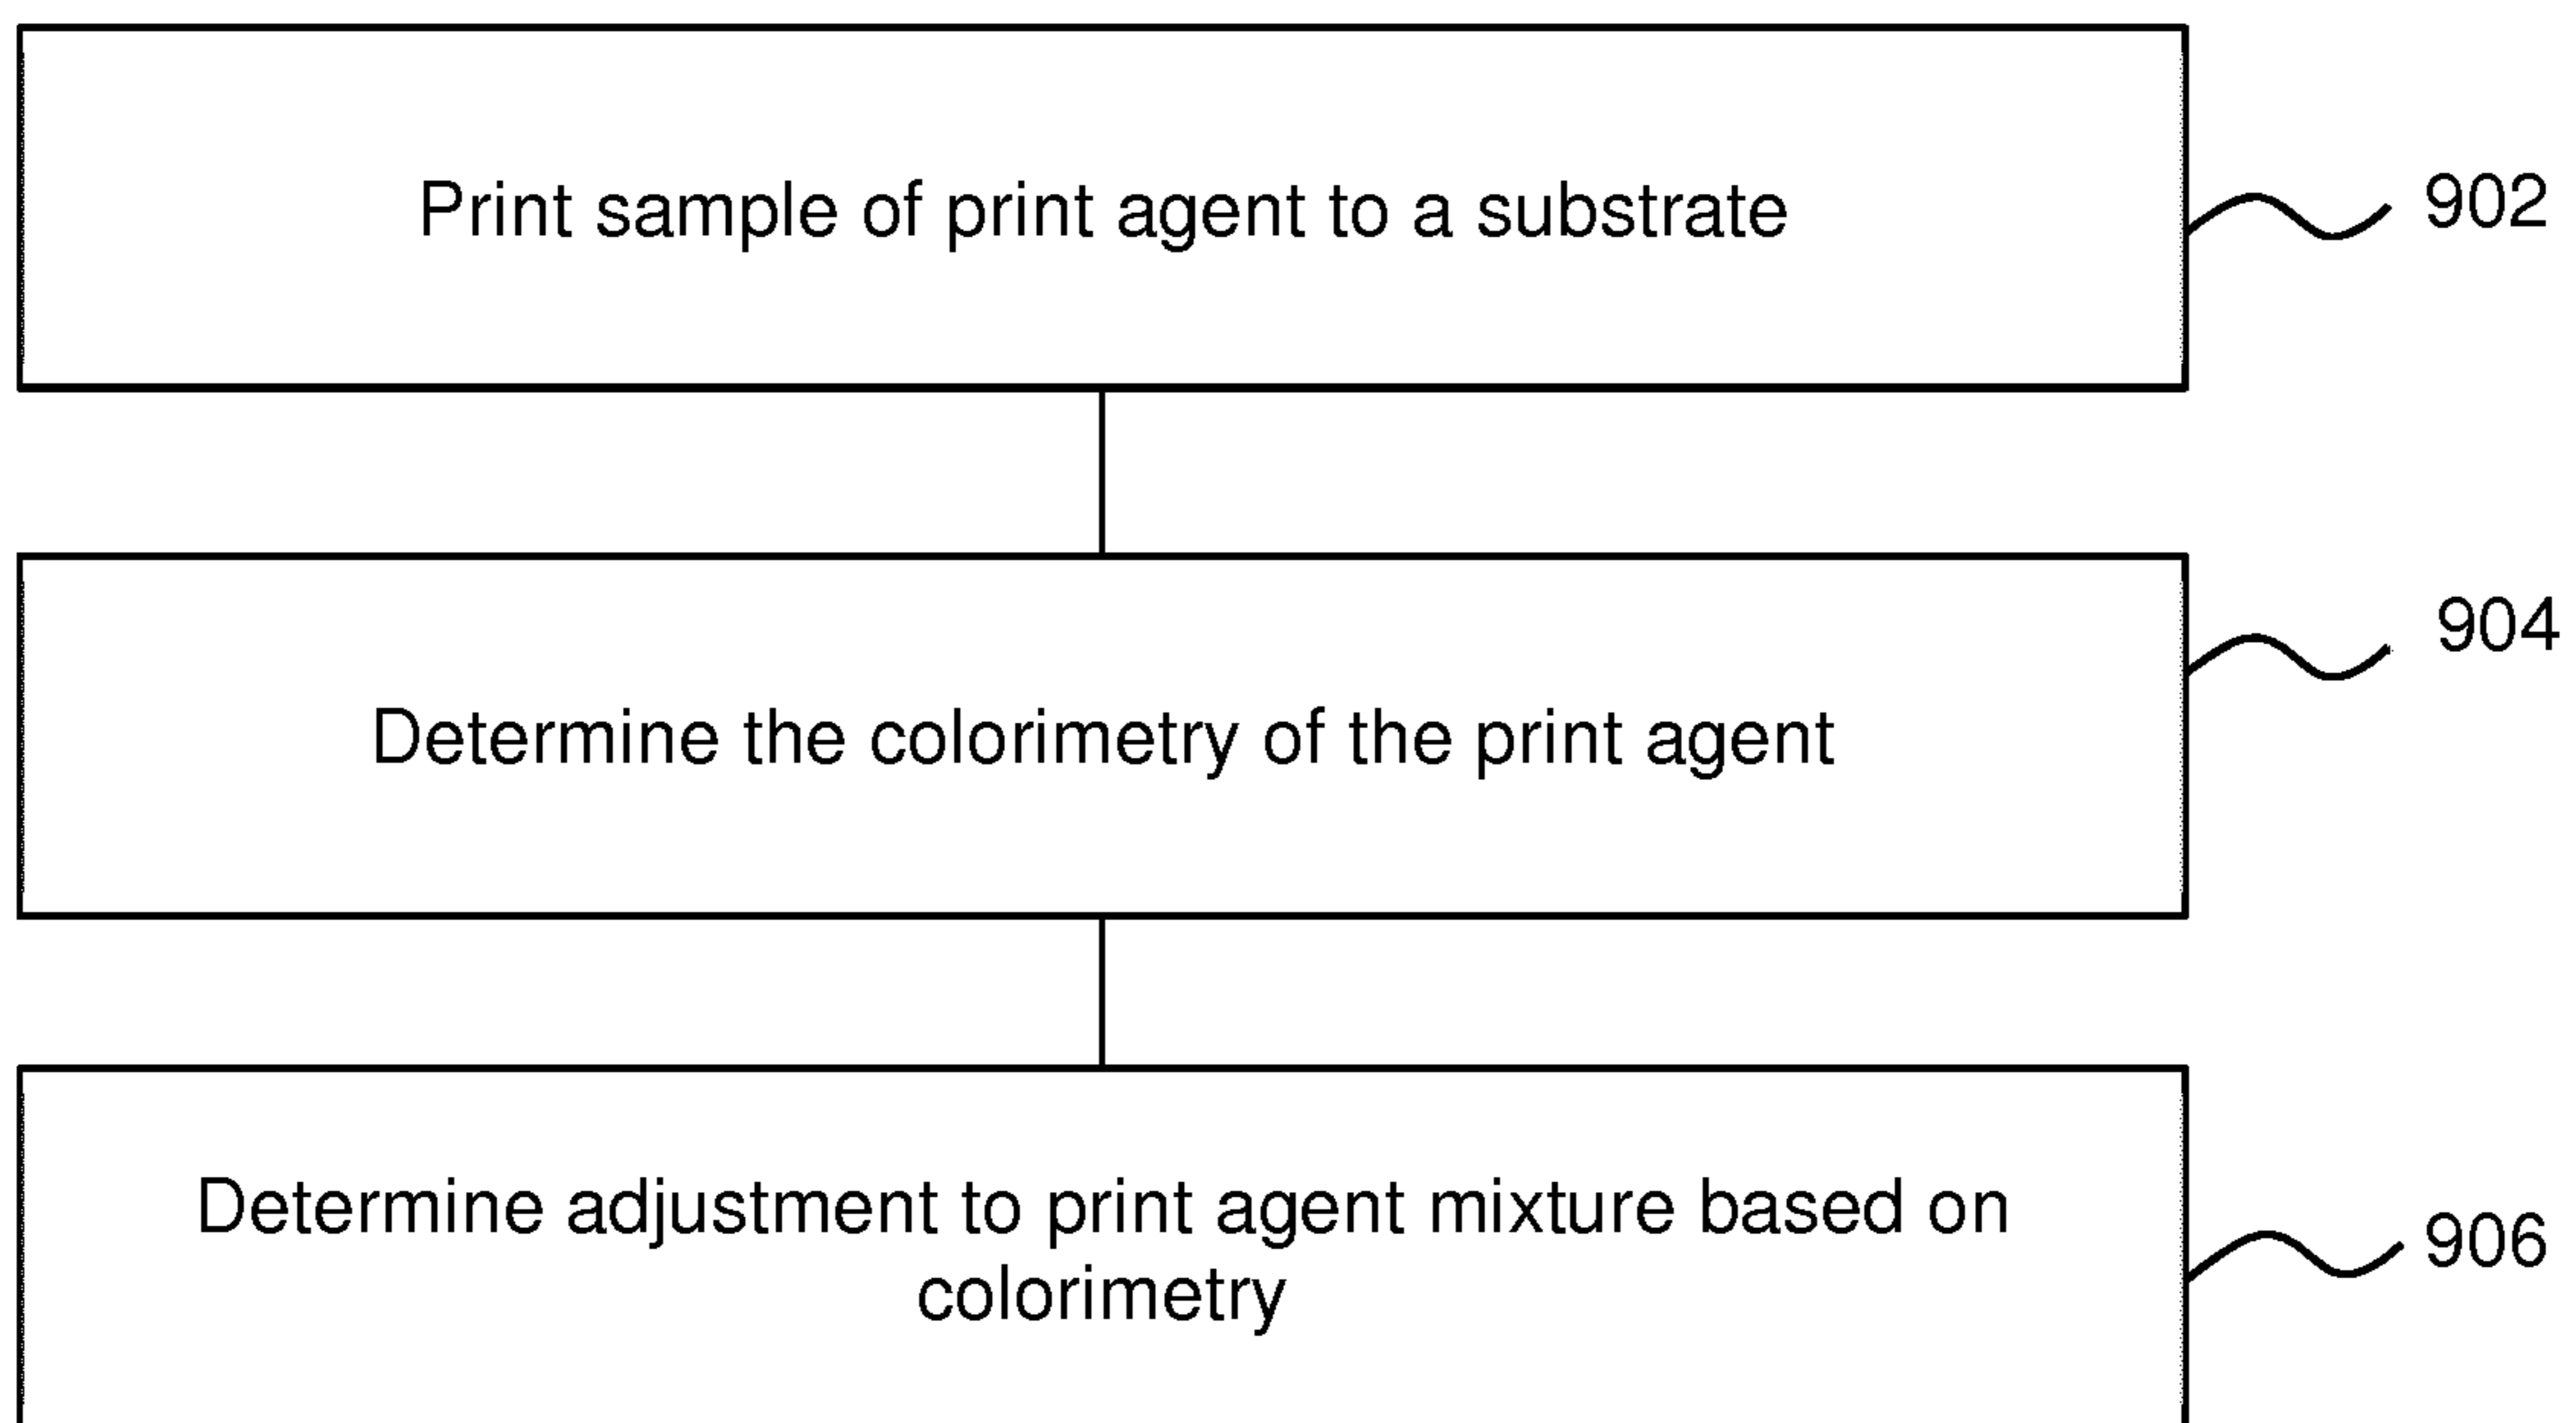 Print sample of print agent to a substrate
902
904
Determine the colorimetry of the print agent
Determine adjustment to print agent mixture based on
906
colorimetry